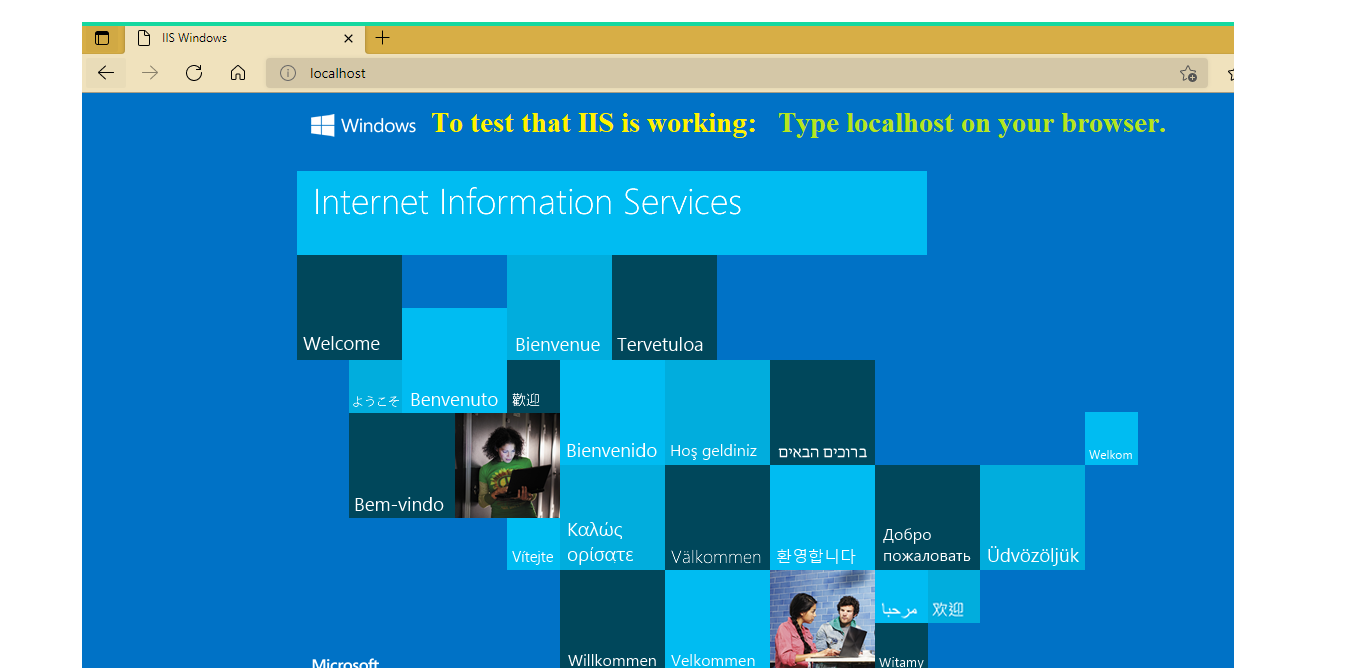 IIS Windows
localhost
Windows
To test that IIS is working: Type localhost on your browser.
Internet Information Services
Welcome
Bienvenue
Tervetuloa
ようこそ
Benvenuto
歡迎
Bienvenido
Hoş geldiniz
ברוכים הבאים
Welkom
Bem-vindo
Vítejte
Καλώς
ορίσατε
Välkommen
환영합니다
Добро
пожаловать
Üdvözöljük
مرحبا
欢迎
Willkommen
Velkommen
Witamy
Microsoft